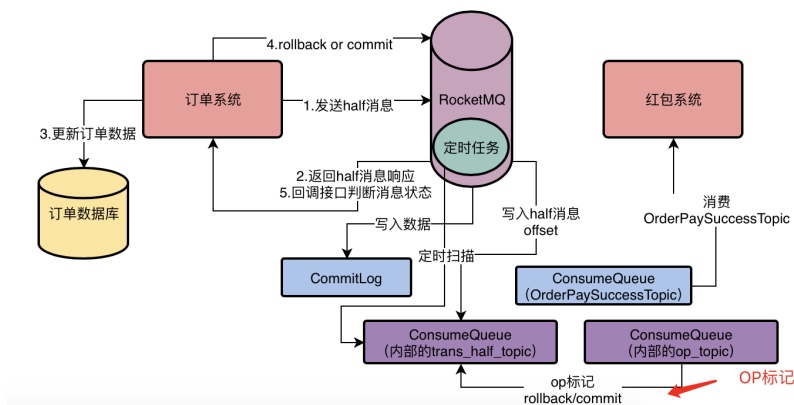 4.rollback or commit
订单系统
1.发送half消息
RocketMQ
红包系统
3.更新订单数据
定时任务
2.返回half消息响应
5.回调接口判断消息状态
订单数据库
写入数据
写入half消息
offset
消费
OrderPaySuccessTopic
定时扫描
CommitLog
ConsumeQueue
（OrderPaySuccessTopic）
ConsumeQueue
（内部的trans_half_topic）
ConsumeQueue
（内部的op_topic）
op标记
rollback/commit
OP标记